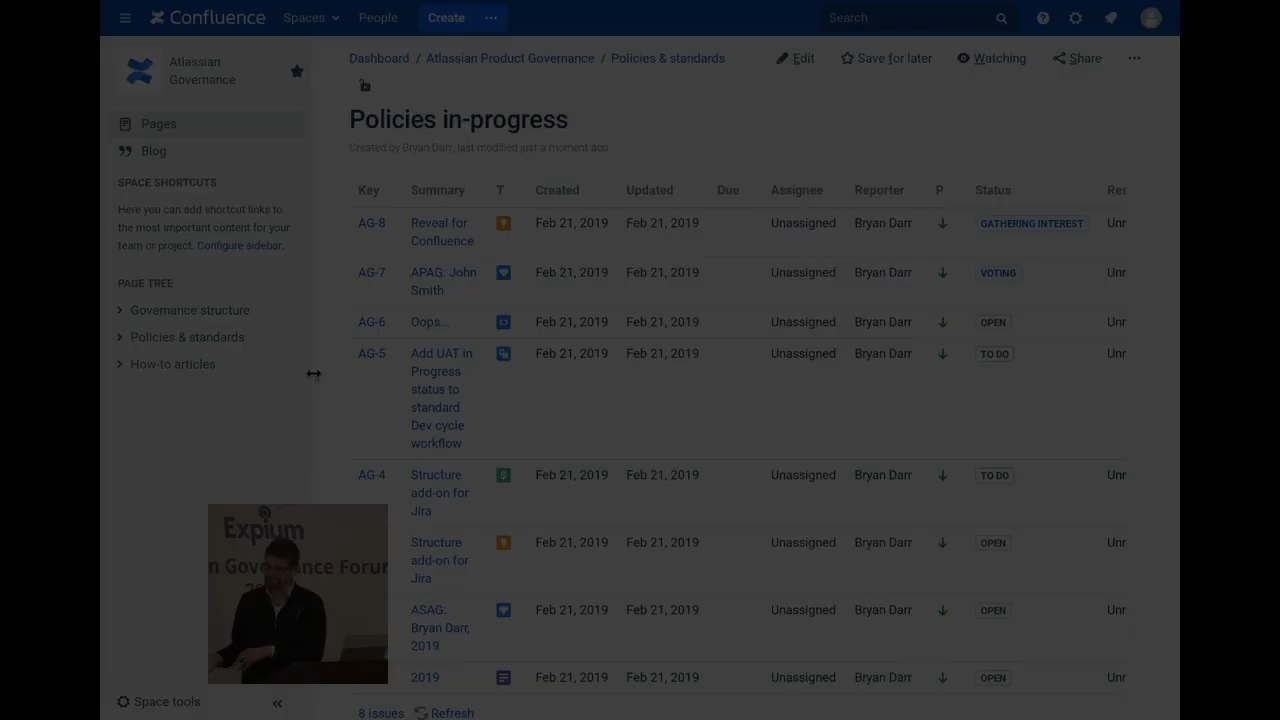 Confluence Spaces People Create ··· Search
Atlassian
Governance
Pages
Blog
SPACE SHORTCUTS
Here you can add shortcut links to
the most important content for your
team or project. Configure sidebar.
PAGE TREE
Governance structure
Policies & standards
How-to articles
Space tools
Dashboard / Atlassian Product Governance / Policies & standards
Edit Save for later Watching Share ···
Policies in-progress
Created by Bryan Darr, last modified just a moment ago
Key Summary T Created Updated Due Assignee Reporter P Status Res
AG-8 Reveal for Feb 21, 2019 Feb 21, 2019 Unassigned Bryan Darr GATHERING INTEREST Unr
Confluence
AG-7 APAG: John Feb 21, 2019 Feb 21, 2019 Unassigned Bryan Darr VOTING Unr
Smith
AG-6 Oops... Feb 21, 2019 Feb 21, 2019 Unassigned Bryan Darr OPEN Unr
AG-5 Add UAT in Feb 21, 2019 Feb 21, 2019 Unassigned Bryan Darr TO DO Unr
Progress
status to
standard
Dev cycle
workflow
AG-4 Structure Feb 21, 2019 Feb 21, 2019 Unassigned Bryan Darr TO DO Unr
add-on for
Jira
Structure Feb 21, 2019 Feb 21, 2019 Unassigned Bryan Darr OPEN Unr
add-on for
Jira
ASAG: Feb 21, 2019 Feb 21, 2019 Unassigned Bryan Darr OPEN Unr
Bryan Darr,
2019
2019 Feb 21, 2019 Feb 21, 2019 Unassigned Bryan Darr OPEN Unr
8 issues Refresh
Expium
n Governance Forum